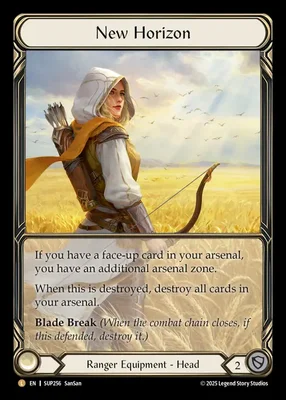 New Horizon
If you have a face-up card in your arsenal,
you have an additional arsenal zone.
When this is destroyed, destroy all cards in
your arsenal.
Blade Break (When the combat chain closes, if
this defended, destroy it.)
Ranger Equipment - Head
2
L EN | SUP256 SanSan
© 2025 Legend Story Studios